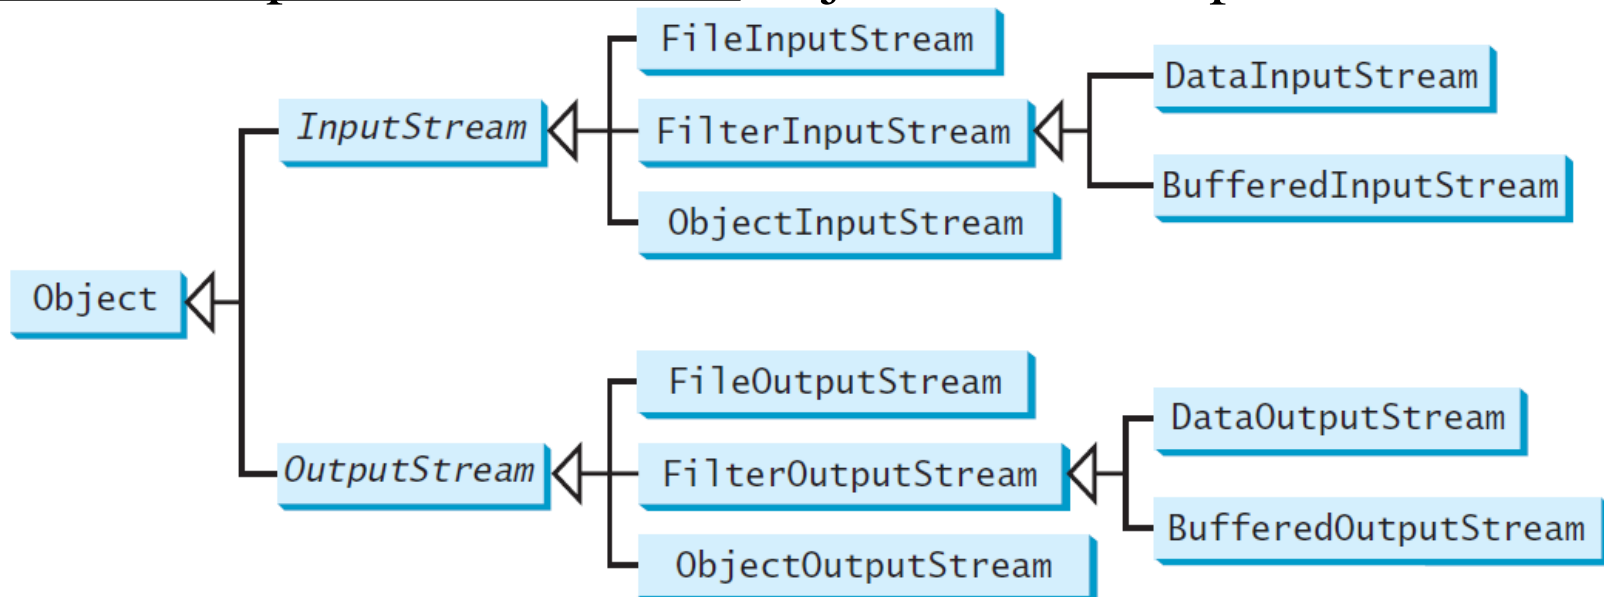 FileInputStream
DataInputStream
InputStream
FilterInputStream
BufferedInputStream
ObjectInputStream
Object
FileOutputStream
DataOutputStream
OutputStream
FilterOutputStream
BufferedOutputStream
ObjectOutputStream